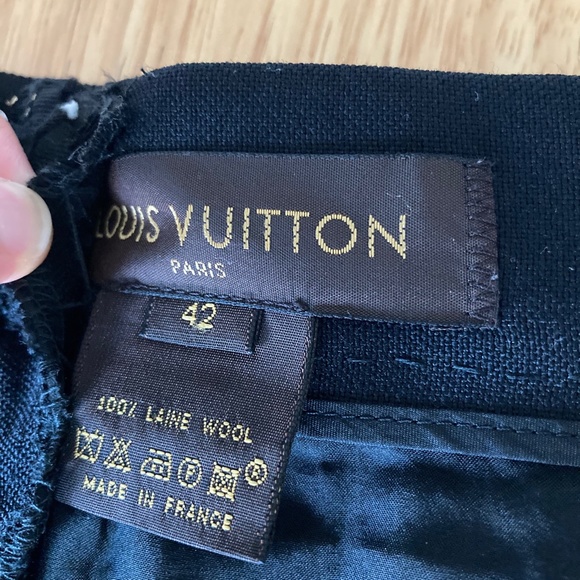 LOUIS VUITTON
PARIS
42
100% LAINE WOOL
P
MADE IN FRANCE